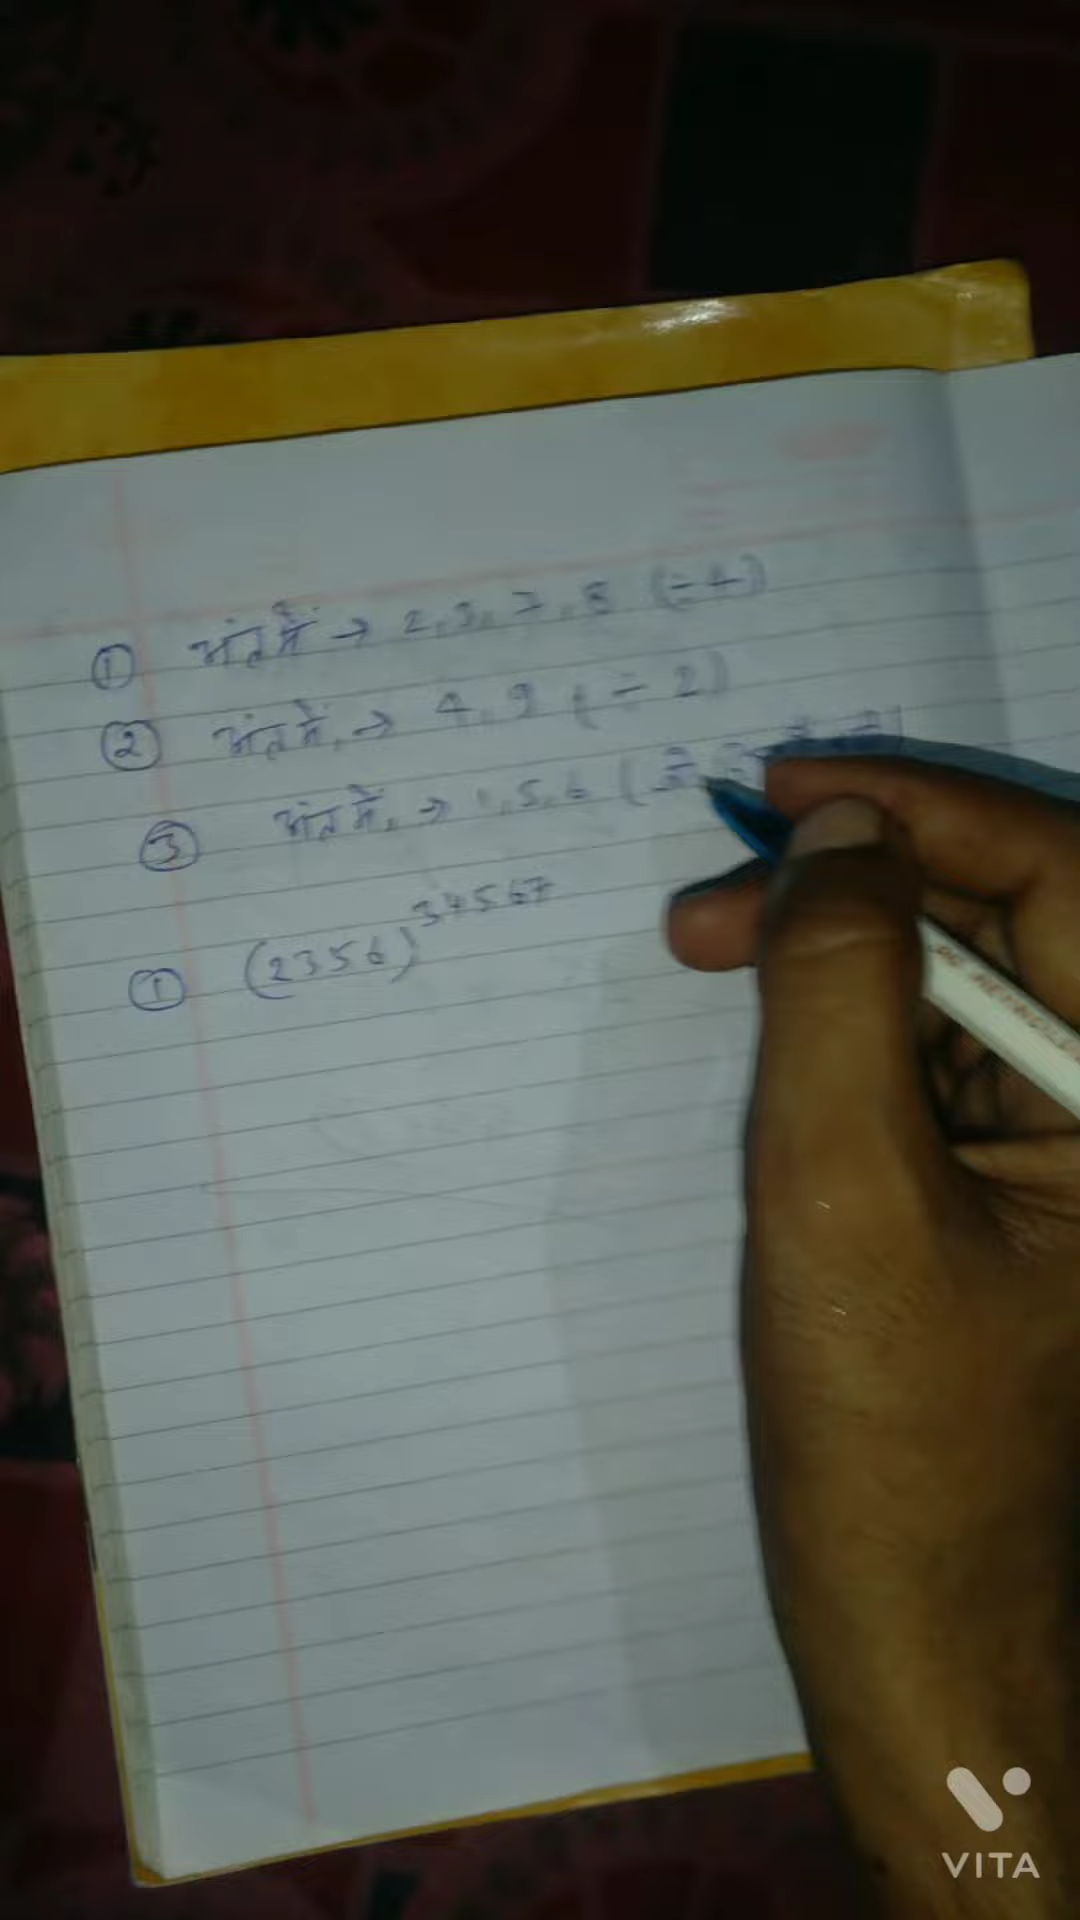 ① अंत में → 2, 3, 7, 8 (÷4)
② अंत में, → 4, 9 (÷ 2)
③ अंत में, → 1, 5, 6 (
① (2356)^34567
VITA